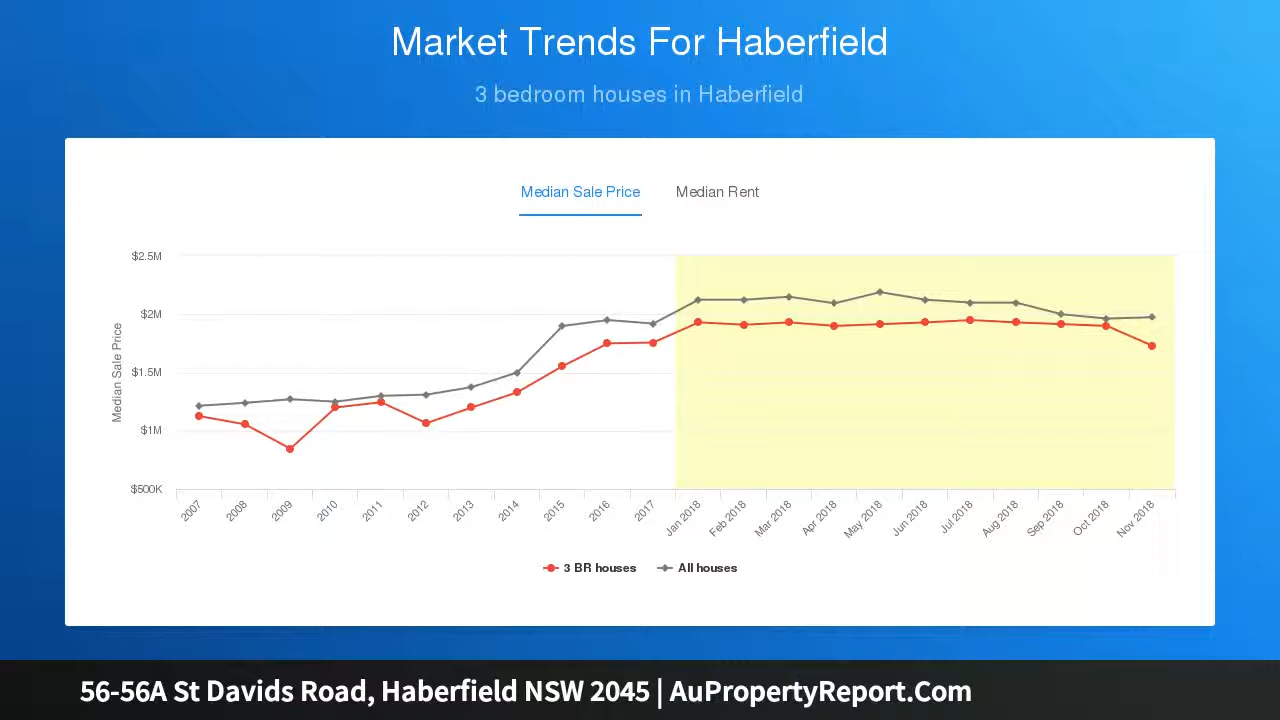 Market Trends For Haberfield
3 bedroom houses in Haberfield
Median Sale Price
Median Rent
$2.5M
$2M
$1.5M
$1M
$500K
Median Sale Price
2007
2008
2009
2010
2011
2012
2013
2014
2015
2016
2017
Jan 2018
Feb 2018
Mar 2018
Apr 2018
May 2018
Jun 2018
Jul 2018
Aug 2018
Sep 2018
Oct 2018
Nov 2018
3 BR houses
All houses
56-56A St Davids Road, Haberfield NSW 2045 | AuPropertyReport.Com